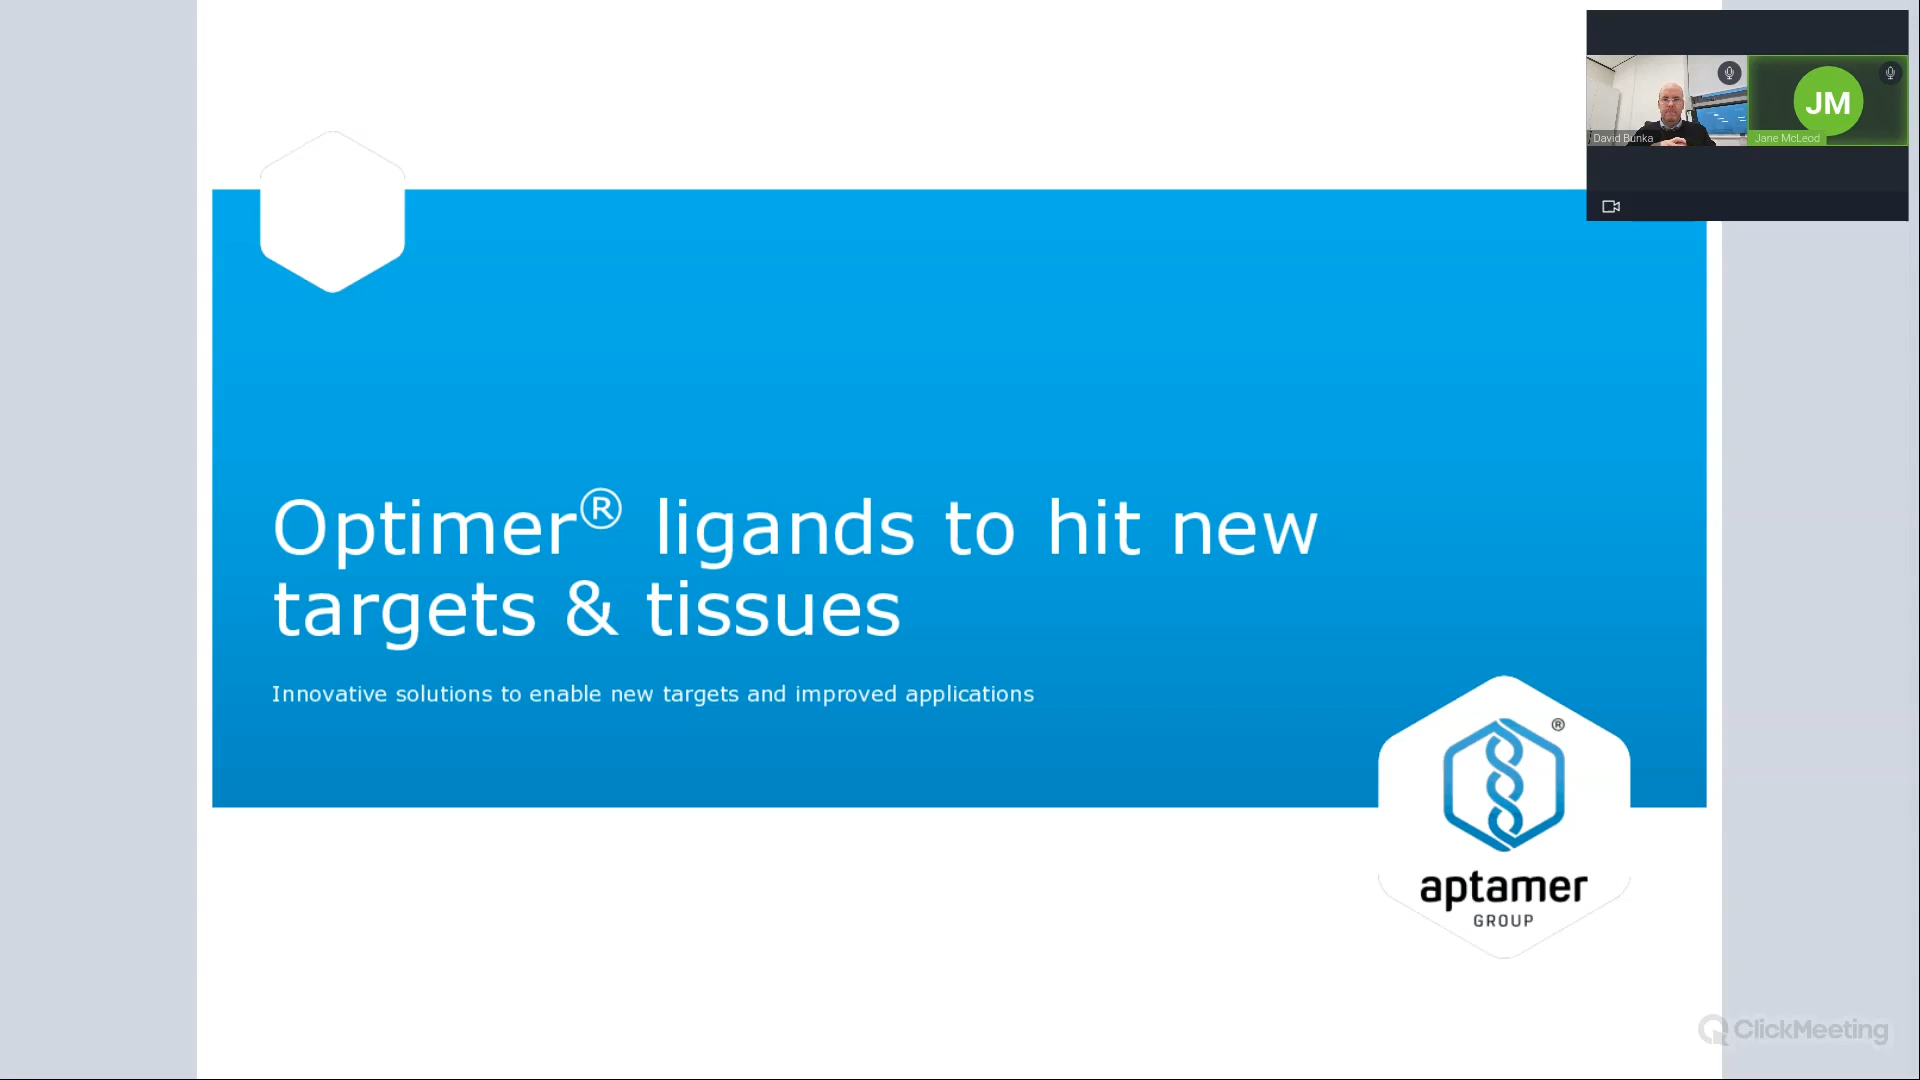 JM
David Bunka
Jane McLeod
Optimer® ligands to hit new
targets & tissues
Innovative solutions to enable new targets and improved applications
®
aptamer
GROUP
ClickMeeting